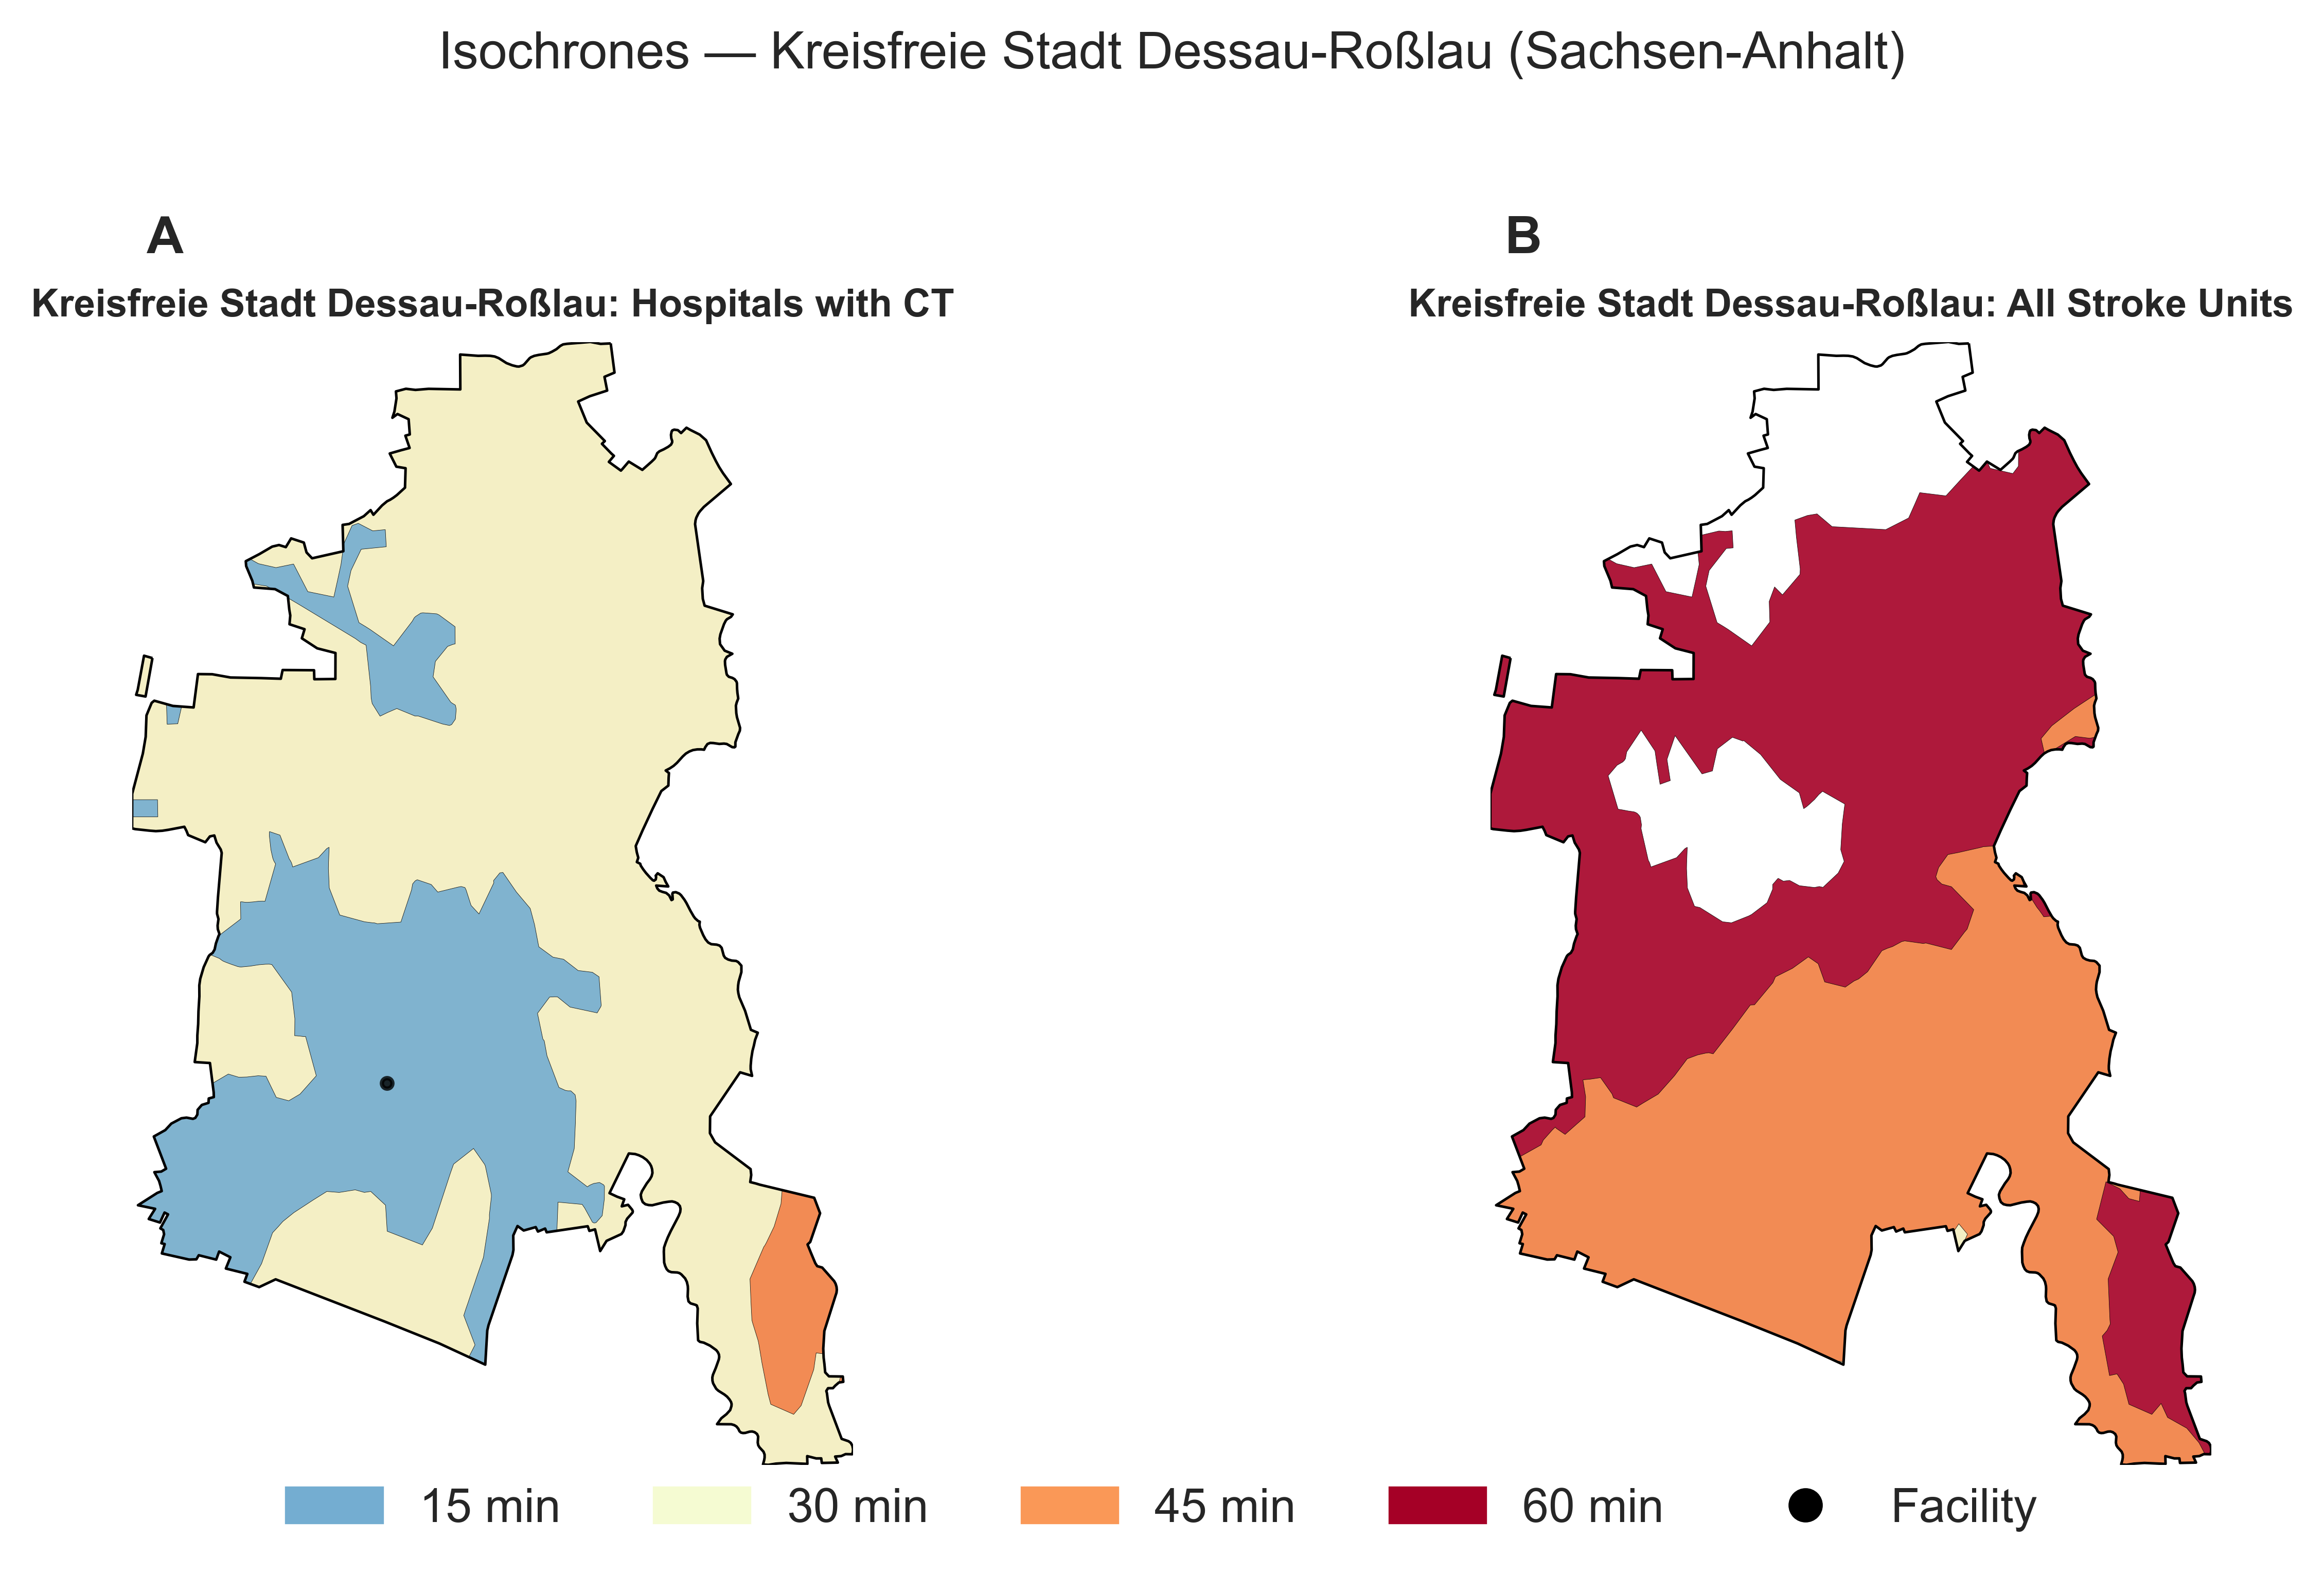 Isochrones — Kreisfreie Stadt Dessau-Roßlau (Sachsen-Anhalt)
A
Kreisfreie Stadt Dessau-Roßlau: Hospitals with CT
B
Kreisfreie Stadt Dessau-Roßlau: All Stroke Units
15 min
30 min
45 min
60 min
Facility